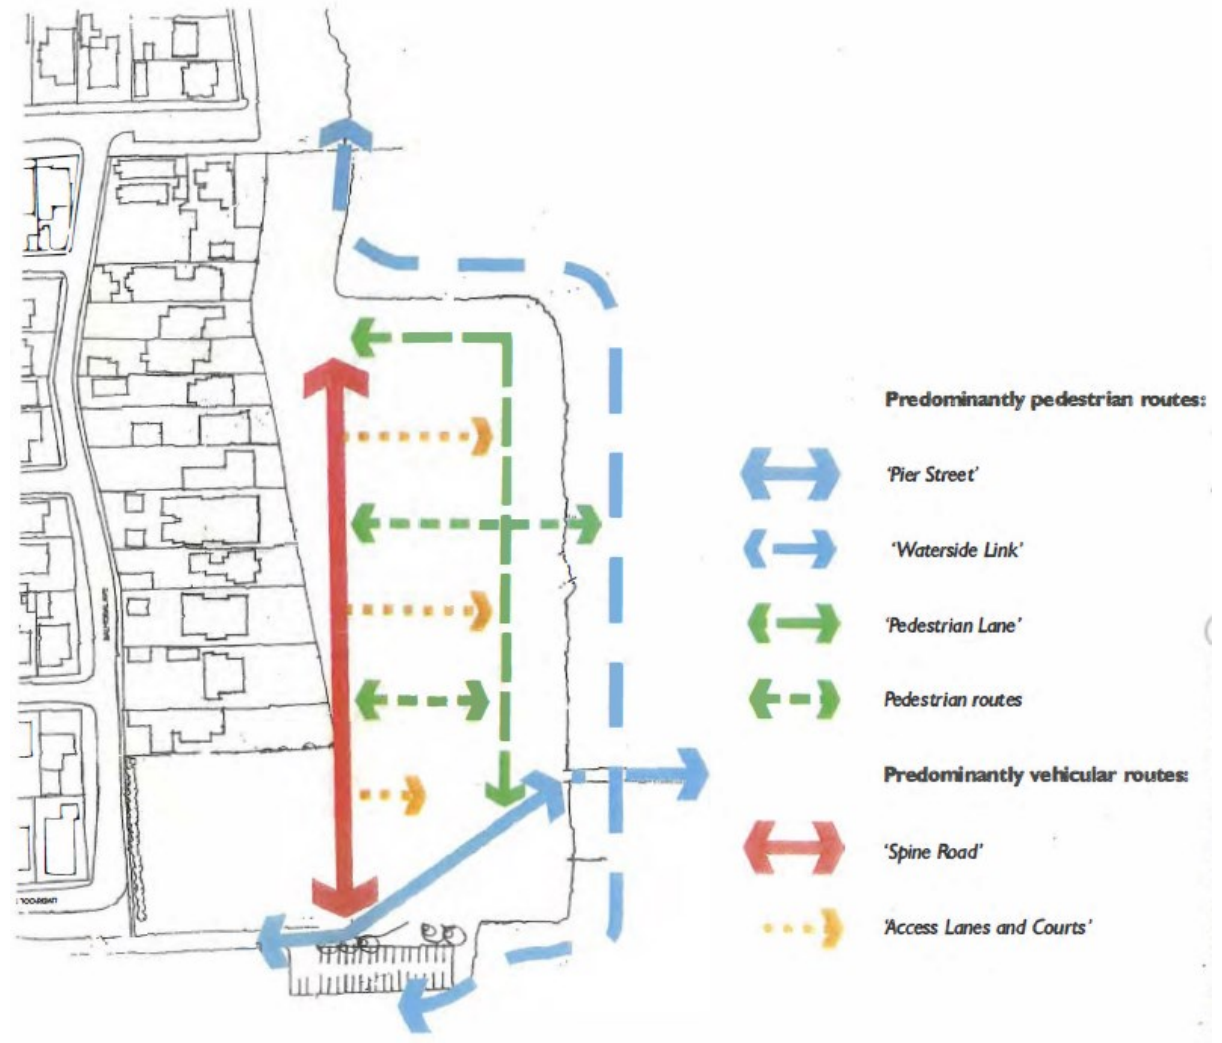 Predominantly pedestrian routes:
‘Pier Street’
‘Waterside Link’
‘Pedestrian Lane’
Pedestrian routes
Predominantly vehicular routes:
‘Spine Road’
‘Access Lanes and Courts’